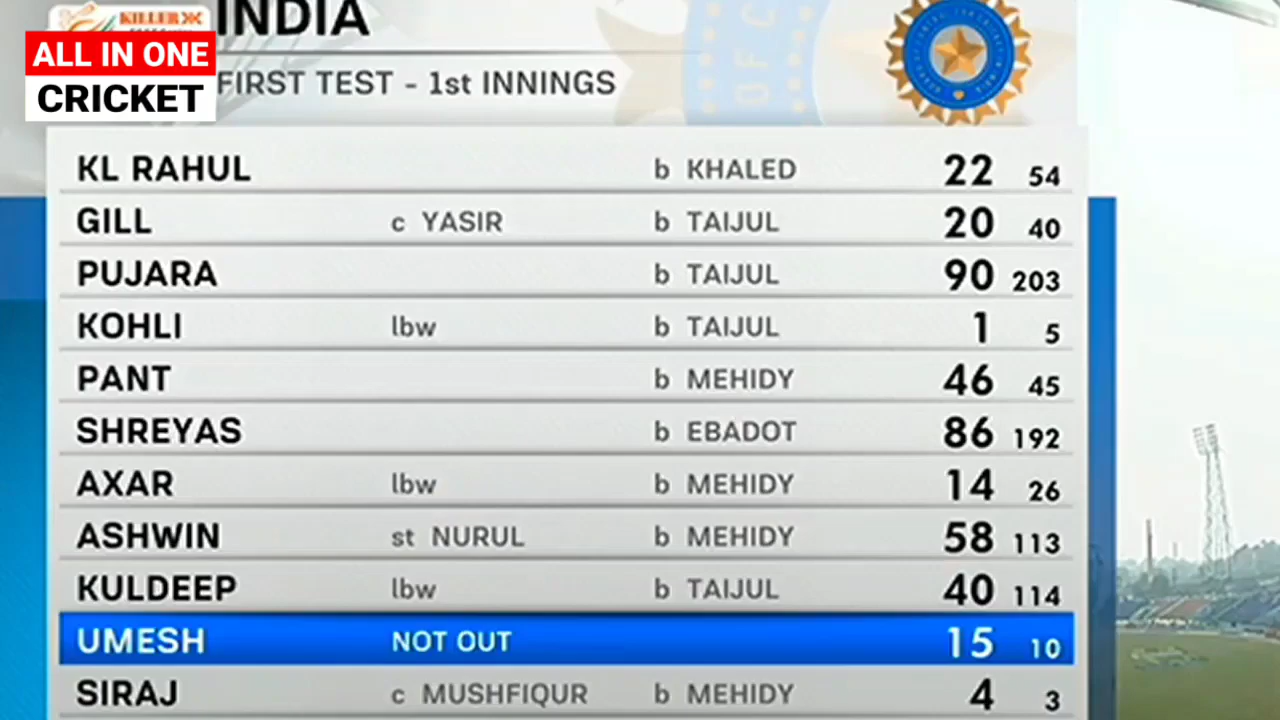 KILLER
INDIA
ALL IN ONE
CRICKET
FIRST TEST - 1st INNINGS
KL RAHUL b KHALED 22 54
GILL c YASIR b TAIJUL 20 40
PUJARA b TAIJUL 90 203
KOHLI lbw b TAIJUL 1 5
PANT b MEHIDY 46 45
SHREYAS b EBADOT 86 192
AXAR lbw b MEHIDY 14 26
ASHWIN st NURUL b MEHIDY 58 113
KULDEEP lbw b TAIJUL 40 114
UMESH NOT OUT 15 10
SIRAJ c MUSHFIQUR b MEHIDY 4 3